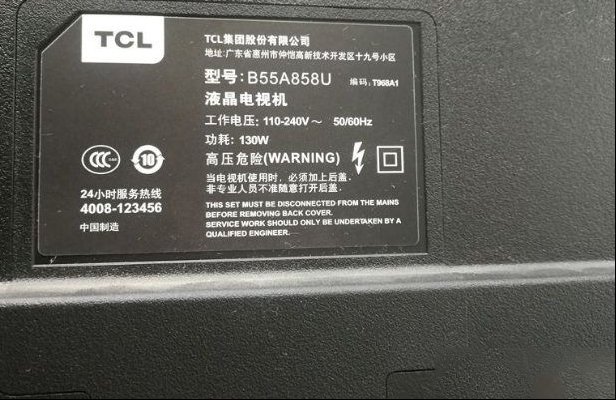 TCL
TCL集团股份有限公司
地址:广东省惠州市仲恺高新技术开发区十九号小区
型号:B55A858U 编码:T968A1
液晶电视机
工作电压: 110-240V～ 50/60Hz
功耗: 130W
高压危险(WARNING)
当电视机使用时,必须加上后盖.
非专业人员不准随意打开后盖.
THIS SET MUST BE DISCONNECTED FROM THE MAINS
BEFORE REMOVING BACK COVER.
SERVICE WORK SHOULD ONLY BE UNDERTAKEN BY A
QUALIFIED ENGINEER.
10
24小时服务热线
4008-123456
中国制造